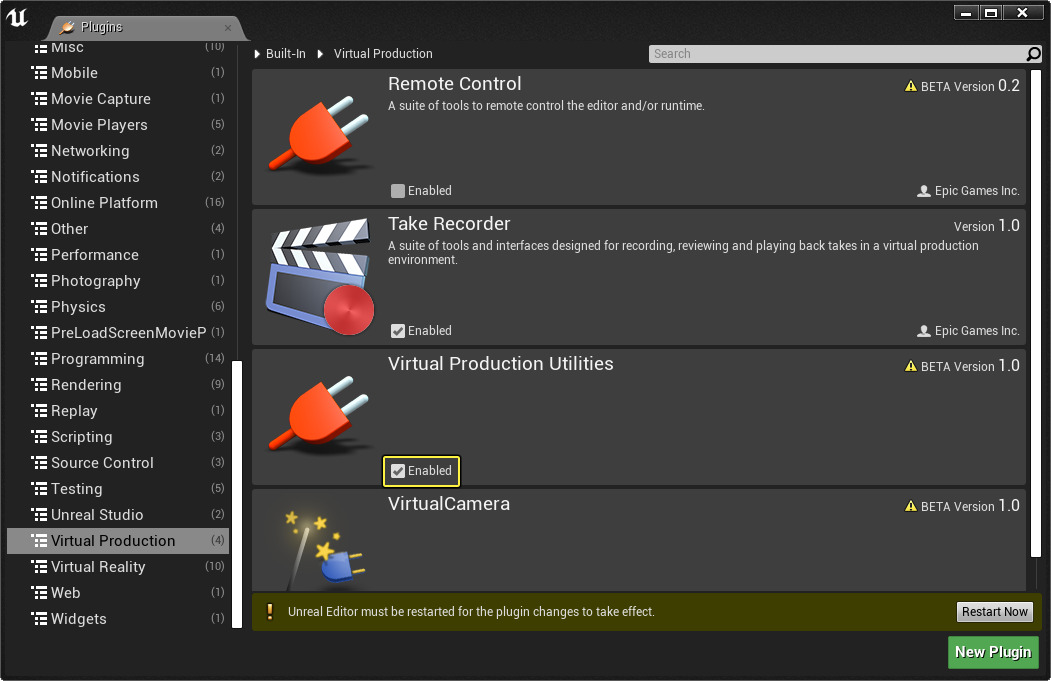 Plugins
Misc (10)
Mobile (1)
Movie Capture (1)
Movie Players (5)
Networking (2)
Notifications (2)
Online Platform (16)
Other (4)
Performance (1)
Photography (1)
Physics (6)
PreLoadScreenMovieP (1)
Programming (14)
Rendering (9)
Replay (1)
Scripting (3)
Source Control (3)
Testing (5)
Unreal Studio (2)
Virtual Production (4)
Virtual Reality (10)
Web (1)
Widgets (1)
Built-In Virtual Production
Search
Remote Control
BETA Version 0.2
A suite of tools to remote control the editor and/or runtime.
Enabled
Epic Games Inc.
Take Recorder
Version 1.0
A suite of tools and interfaces designed for recording, reviewing and playing back takes in a virtual production
environment.
Enabled
Epic Games Inc.
Virtual Production Utilities
BETA Version 1.0
Enabled
VirtualCamera
BETA Version 1.0
Unreal Editor must be restarted for the plugin changes to take effect.
Restart Now
New Plugin